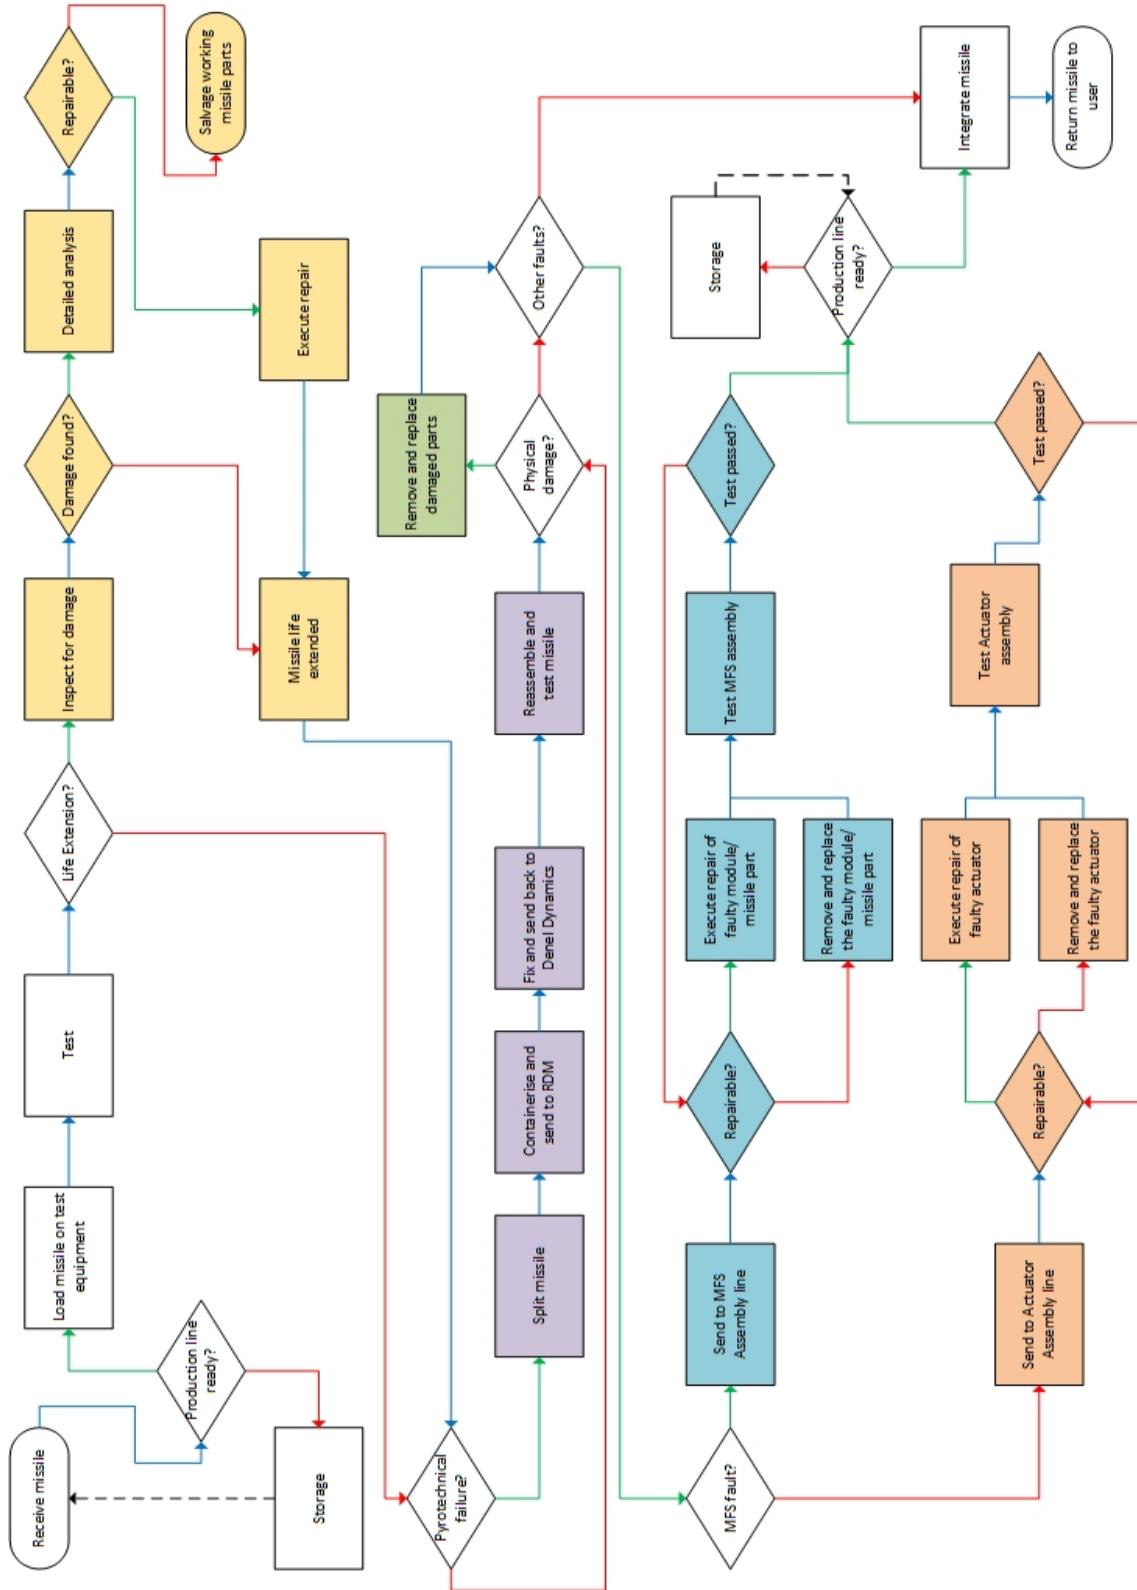 Receive missile
Production line
ready?
Storage
Load missile on test
equipment
Test
Life Extension?
Inspect for damage
Damage found?
Detailed analysis
Repairable?
Salvage working
missile parts
Execute repair
Missile life
extended
Pyrotechnical
failure?
Split missile
Containerise and
send to RDM
Fix and send back to
Denel Dynamics
Reassemble and
test missile
Physical
damage?
Remove and replace
damaged parts
Other faults?
MFS fault?
Send to MFS
Assembly line
Repairable?
Execute repair of
faulty module/
missile part
Remove and replace
the faulty module/
missile part
Test MFS assembly
Test passed?
Send to Actuator
Assembly line
Repairable?
Execute repair of
faulty actuator
Remove and replace
the faulty actuator
Test Actuator
assembly
Test passed?
Production line
ready?
Storage
Integrate missile
Return missile to
user